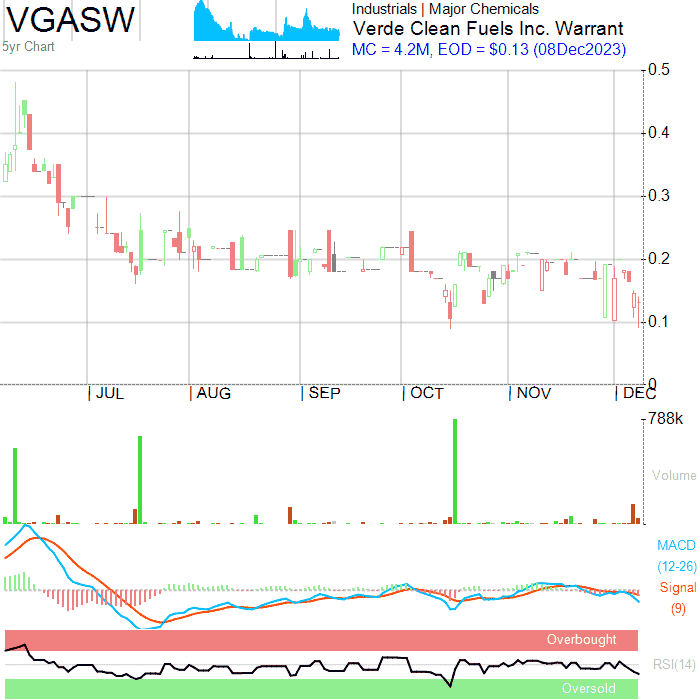 VGASW
5yr Chart
Industrials | Major Chemicals
Verde Clean Fuels Inc. Warrant
MC = 4.2M, EOD = $0.13 (08Dec2023)
0.5
0.4
0.3
0.2
0.1
0
JUL AUG SEP OCT NOV DEC
788k
Volume
MACD
(12-26)
Signal
(9)
Overbought
RSI(14)
Oversold